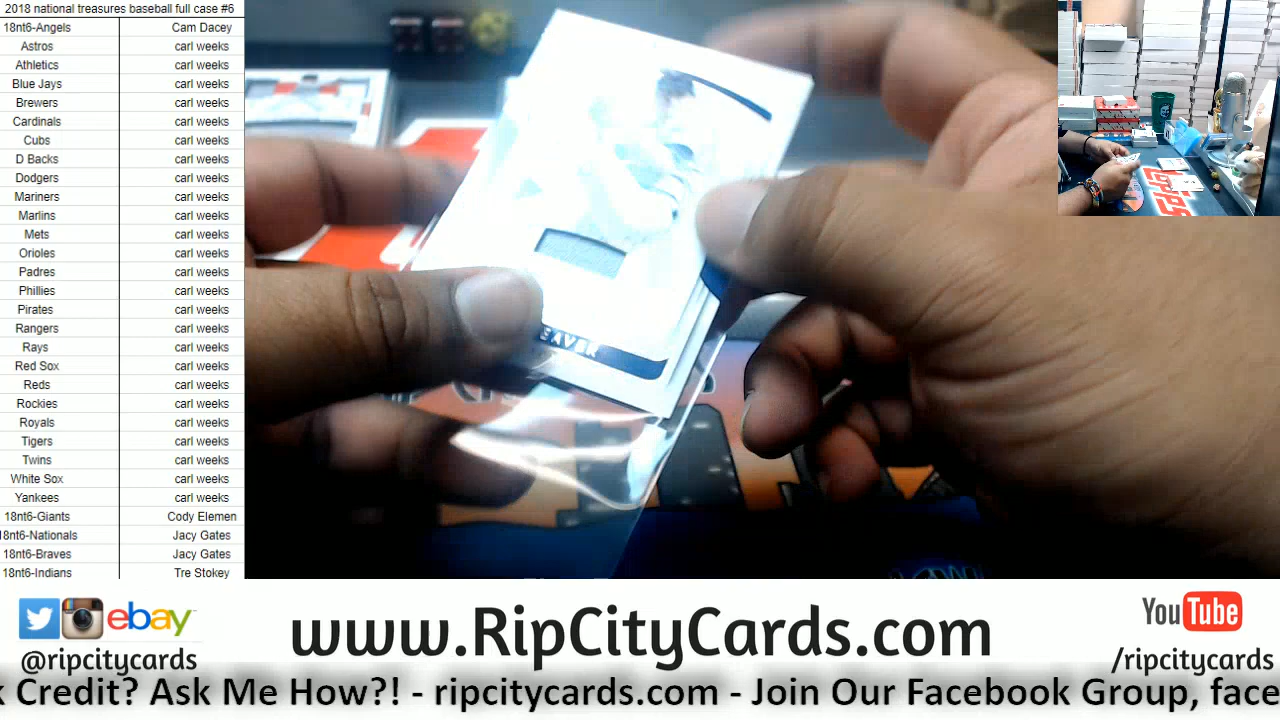 2018 national treasures baseball full case #6
18nt6-Angels Cam Dacey
Astros carl weeks
Athletics carl weeks
Blue Jays carl weeks
Brewers carl weeks
Cardinals carl weeks
Cubs carl weeks
D Backs carl weeks
Dodgers carl weeks
Mariners carl weeks
Marlins carl weeks
Mets carl weeks
Orioles carl weeks
Padres carl weeks
Phillies carl weeks
Pirates carl weeks
Rangers carl weeks
Rays carl weeks
Red Sox carl weeks
Reds carl weeks
Rockies carl weeks
Royals carl weeks
Tigers carl weeks
Twins carl weeks
White Sox carl weeks
Yankees carl weeks
18nt6-Giants Cody Elemen
18nt6-Nationals Jacy Gates
18nt6-Braves Jacy Gates
18nt6-Indians Tre Stokey
EAVER
topps
ebay
@ripcitycards
www.RipCityCards.com
YouTube
/ripcitycards
k Credit? Ask Me How?! - ripcitycards.com - Join Our Facebook Group, face